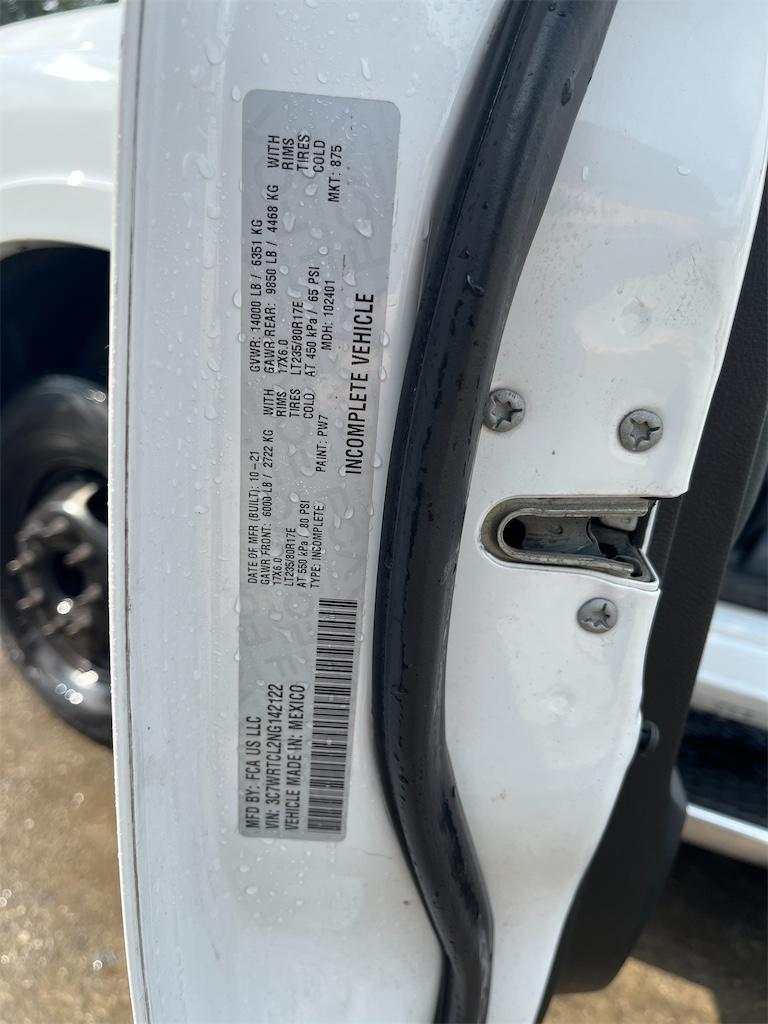 MFD BY: FCA US LLC
VIN: 3C7WRTCL2NG142122
VEHICLE MADE IN: MEXICO
DATE OF MFR (BUILT): 10-21
GAWR FRONT: 6000 LB / 2722 KG WITH
17X6.0 RIMS
LT235/80R17E TIRES
AT 550 kPa / 80 PSI COLD
TYPE: INCOMPLETE PAINT: PW7
GVWR: 14000 LB / 6351 KG
GAWR REAR: 9850 LB / 4468 KG WITH
17X6.0 RIMS
LT235/80R17E TIRES
AT 450 kPa / 65 PSI COLD
MDH: 102401 MKT: 875
INCOMPLETE VEHICLE